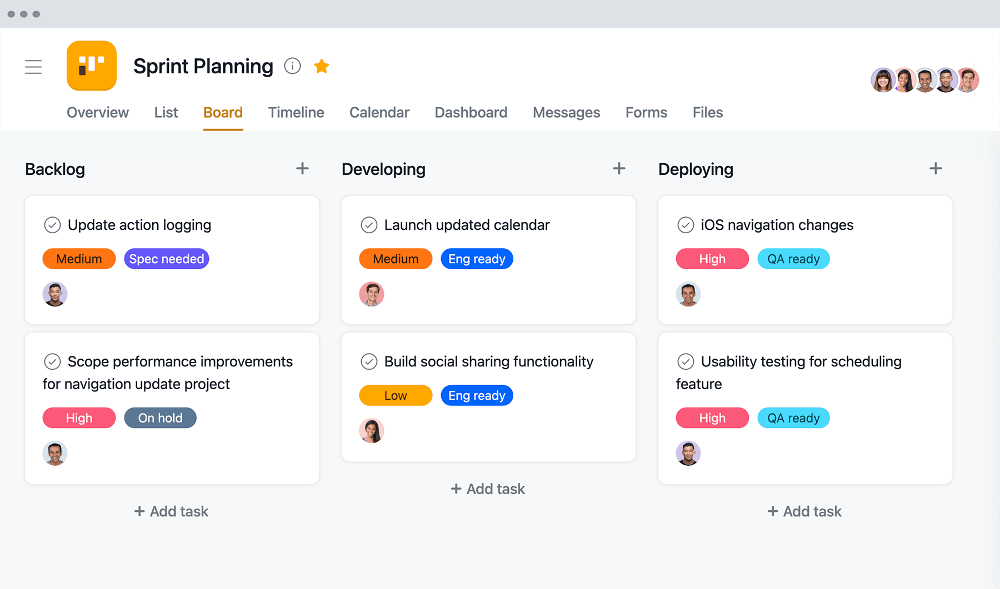 Sprint Planning
Overview List Board Timeline Calendar Dashboard Messages Forms Files
Backlog
Update action logging
Medium Spec needed
Scope performance improvements
for navigation update project
High On hold
+ Add task
Developing
Launch updated calendar
Medium Eng ready
Build social sharing functionality
Low Eng ready
+ Add task
Deploying
iOS navigation changes
High QA ready
Usability testing for scheduling
feature
High QA ready
+ Add task